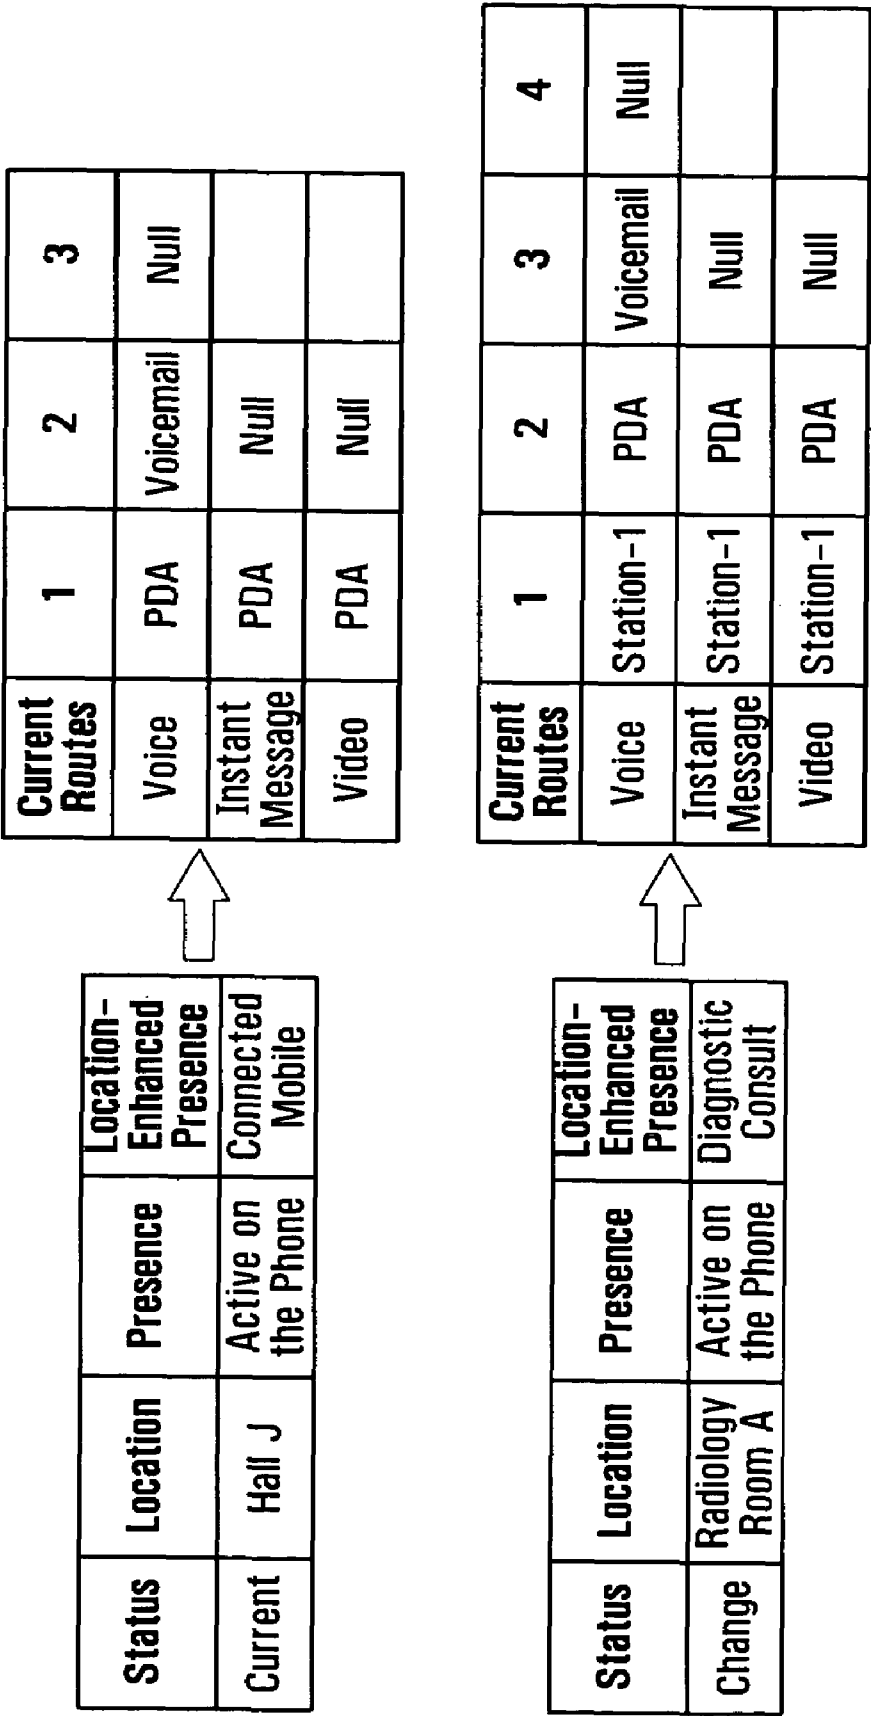 Status Location Presence Location-
Enhanced
Presence
Current Hall J Active on
the Phone Connected
Mobile
Current
Routes 1 2 3
Voice PDA Voicemail Null
Instant
Message PDA Null
Video PDA Null
Status Location Presence Location-
Enhanced
Presence
Change Radiology
Room A Active on
the Phone Diagnostic
Consult
Current
Routes 1 2 3 4
Voice Station-1 PDA Voicemail Null
Instant
Message Station-1 PDA Null
Video Station-1 PDA Null